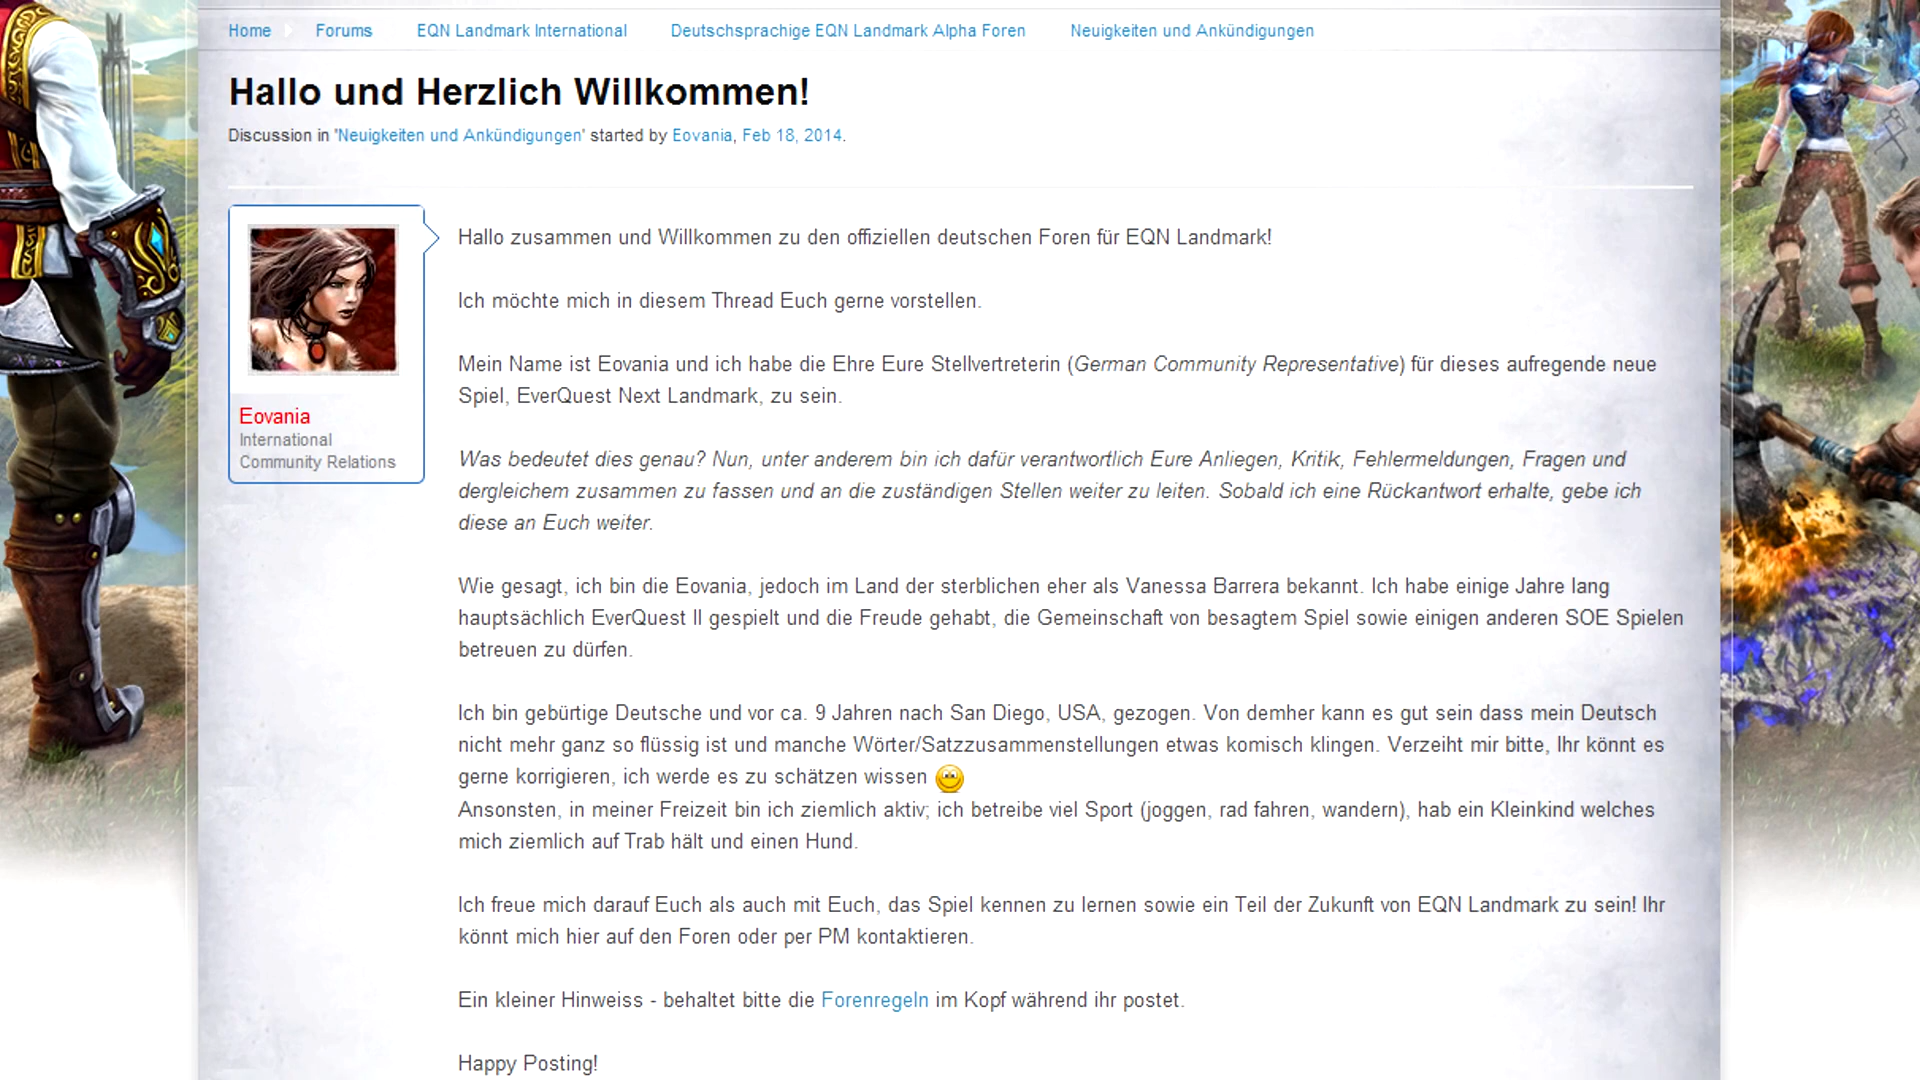 Home Forums EQN Landmark International Deutschsprachige EQN Landmark Alpha Foren Neuigkeiten und Ankündigungen
Hallo und Herzlich Willkommen!
Discussion in 'Neuigkeiten und Ankündigungen' started by Eovania, Feb 18, 2014.
Eovania
International
Community Relations
Hallo zusammen und Willkommen zu den offiziellen deutschen Foren für EQN Landmark!
Ich möchte mich in diesem Thread Euch gerne vorstellen.
Mein Name ist Eovania und ich habe die Ehre Eure Stellvertreterin (German Community Representative) für dieses aufregende neue
Spiel, EverQuest Next Landmark, zu sein.
Was bedeutet dies genau? Nun, unter anderem bin ich dafür verantwortlich Eure Anliegen, Kritik, Fehlermeldungen, Fragen und
dergleichem zusammen zu fassen und an die zuständigen Stellen weiter zu leiten. Sobald ich eine Rückantwort erhalte, gebe ich
diese an Euch weiter.
Wie gesagt, ich bin die Eovania, jedoch im Land der sterblichen eher als Vanessa Barrera bekannt. Ich habe einige Jahre lang
hauptsächlich EverQuest II gespielt und die Freude gehabt, die Gemeinschaft von besagtem Spiel sowie einigen anderen SOE Spielen
betreuen zu dürfen.
Ich bin gebürtige Deutsche und vor ca. 9 Jahren nach San Diego, USA, gezogen. Von demher kann es gut sein dass mein Deutsch
nicht mehr ganz so flüssig ist und manche Wörter/Satzzusammenstellungen etwas komisch klingen. Verzeiht mir bitte, Ihr könnt es
gerne korrigieren, ich werde es zu schätzen wissen
Ansonsten, in meiner Freizeit bin ich ziemlich aktiv; ich betreibe viel Sport (joggen, rad fahren, wandern), hab ein Kleinkind welches
mich ziemlich auf Trab hält und einen Hund.
Ich freue mich darauf Euch als auch mit Euch, das Spiel kennen zu lernen sowie ein Teil der Zukunft von EQN Landmark zu sein! Ihr
könnt mich hier auf den Foren oder per PM kontaktieren.
Ein kleiner Hinweiss - behaltet bitte die Forenregeln im Kopf während ihr postet.
Happy Posting!